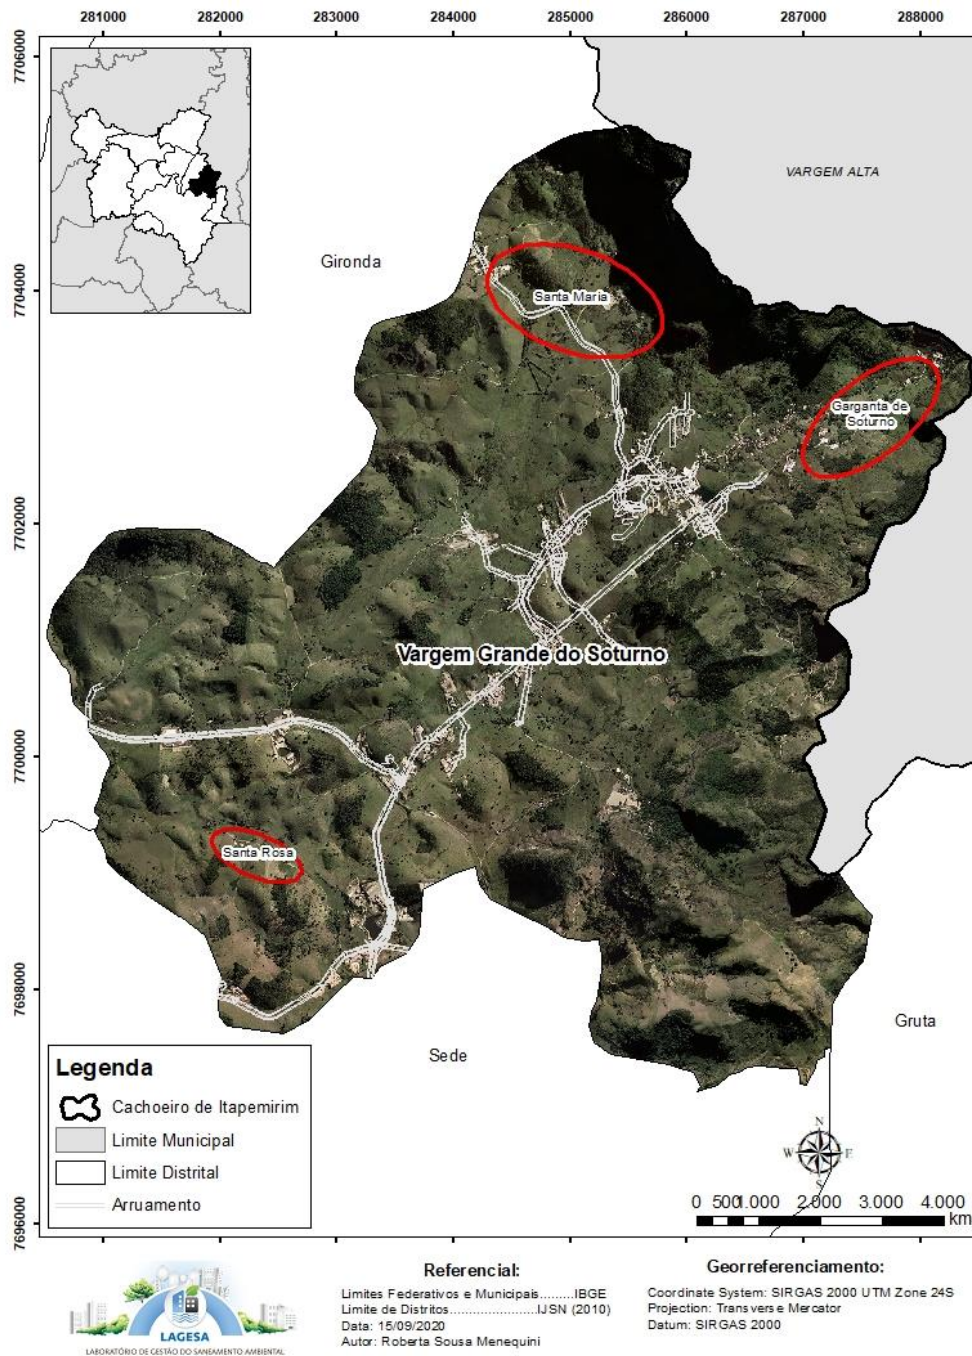 281000 282000 283000 284000 285000 286000 287000 288000
7706000
7704000
7702000
7700000
7698000
7696000
VARGEM ALTA
Gironda
Santa Maria
Garganta de
Soturno
Vargem Grande do Soturno
Santa Rosa
Gruta
Sede
Legenda
Cachoeiro de Itapemirim
Limite Municipal
Limite Distrital
Arruamento
N
W E
S
0 500 1.000 2.000 3.000 4.000
km
LAGESA
LABORATÓRIO DE GESTÃO DO SANEAMENTO AMBIENTAL
Referencial:
Limites Federativos e Municipais.........IBGE
Limite de Distritos......................IJSN (2010)
Data: 15/09/2020
Autor: Roberta Sousa Menequini
Georreferenciamento:
Coordinate System: SIRGAS 2000 UTM Zone 24S
Projection: Transverse Mercator
Datum: SIRGAS 2000